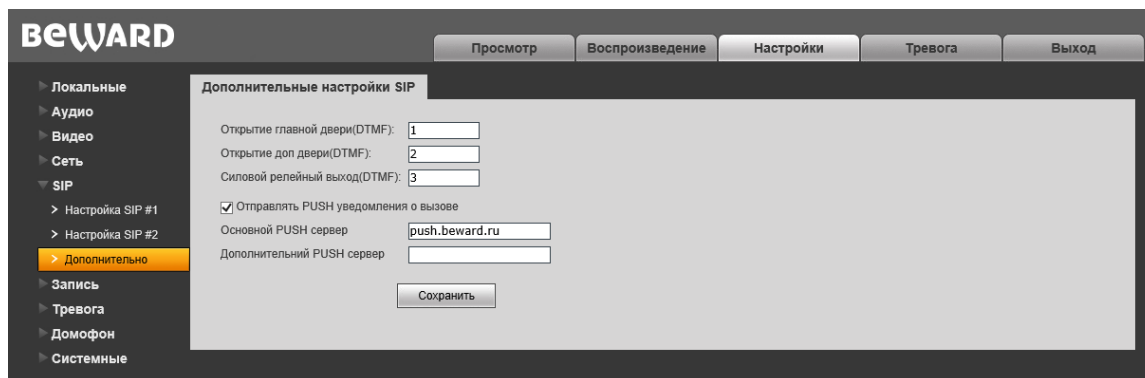 BEWARD
Просмотр
Воспроизведение
Настройки
Тревога
Выход
Локальные
Аудио
Видео
Сеть
SIP
Настройка SIP #1
Настройка SIP #2
Дополнительно
Запись
Тревога
Домофон
Системные
Дополнительные настройки SIP
Открытие главной двери(DTMF): 1
Открытие доп двери(DTMF): 2
Силовой релейный выход(DTMF): 3
Отправлять PUSH уведомления о вызове
Основной PUSH сервер push.beward.ru
Дополнительний PUSH сервер
Сохранить